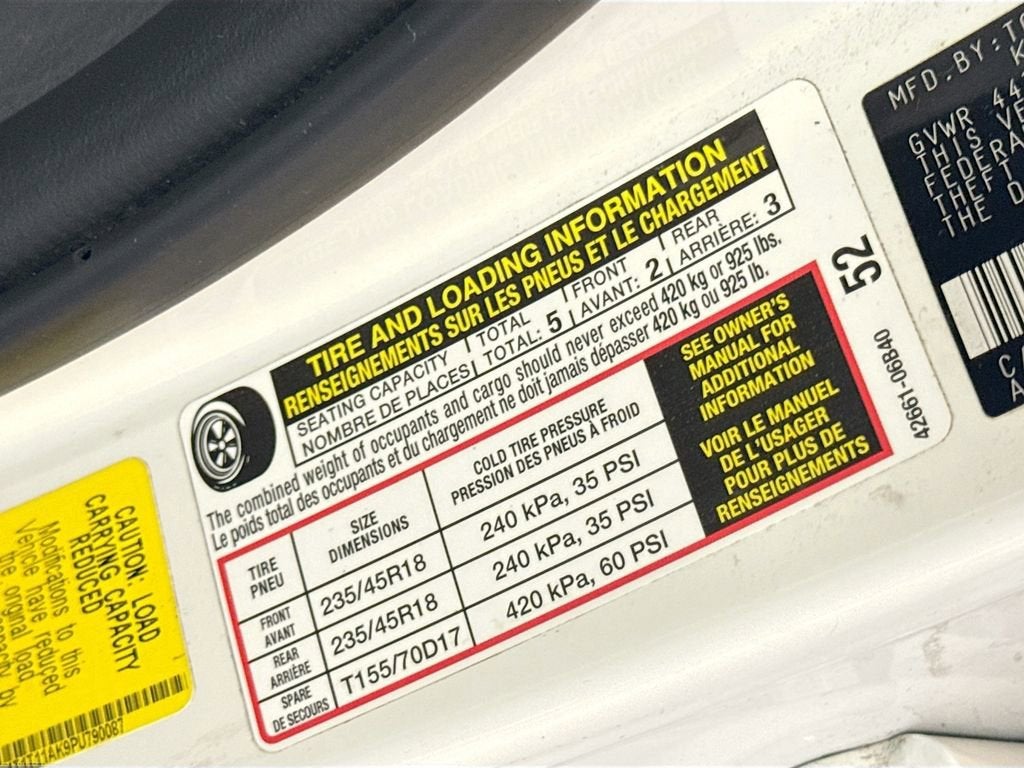 TIRE AND LOADING INFORMATION
RENSEIGNEMENTS SUR LES PNEUS ET LE CHARGEMENT
SEATING CAPACITY TOTAL FRONT REAR
NOMBRE DE PLACES TOTAL: 5 AVANT: 2 ARRIÈRE: 3
The combined weight of occupants and cargo should never exceed 420 kg or 925 lbs.
Le poids total des occupants et du chargement ne doit jamais dépasser 420 kg ou 925 lb.
TIRE
PNEU
SIZE
DIMENSIONS
COLD TIRE PRESSURE
PRESSION DES PNEUS À FROID
FRONT
AVANT
235/45R18
240 kPa, 35 PSI
REAR
ARRIÈRE
235/45R18
240 kPa, 35 PSI
SPARE
DE SECOURS
T155/70D17
420 kPa, 60 PSI
SEE OWNER'S
MANUAL FOR
ADDITIONAL
INFORMATION
VOIR LE MANUEL
DE L'USAGER
POUR PLUS DE
RENSEIGNEMENTS
52
42661-06B40
CAUTION: LOAD
CARRYING CAPACITY
REDUCED
Modifications to this
Vehicle have reduced
the original load
by
11AK9PU790087
MFD.BY:
GVWR
THIS
THEFT
THE